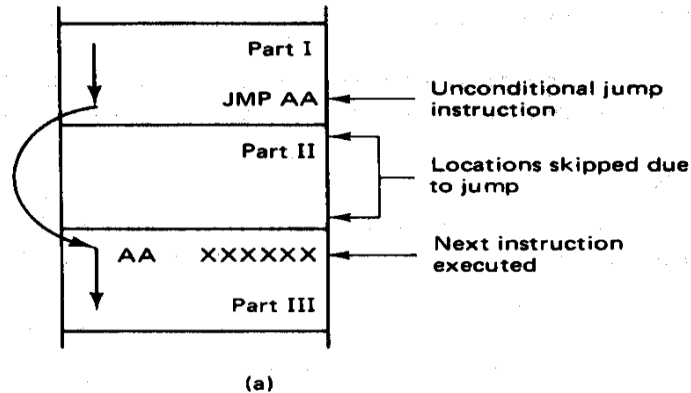 Part I
JMP AA
Unconditional jump
instruction
Part II
Locations skipped due
to jump
AA XXXXXX
Next instruction
executed
Part III
(a)